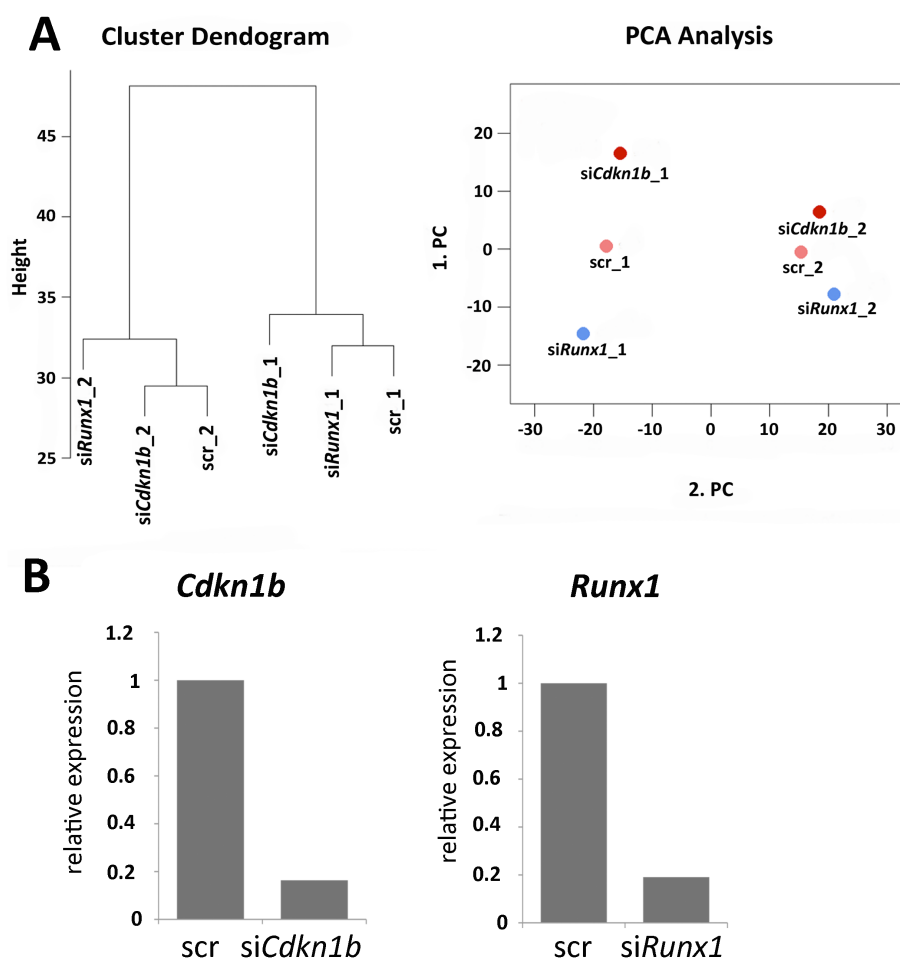 A
Cluster Dendogram
PCA Analysis
Height
45
40
35
30
25
siRunx1_2
siCdkn1b_2
scr_2
siCdkn1b_1
siRunx1_1
scr_1
1. PC
20
10
0
-10
-20
siCdkn1b_1
siCdkn1b_2
scr_1
scr_2
siRunx1_2
siRunx1_1
-30 -20 -10 0 10 20 30
2. PC
B
Cdkn1b
relative expression
1.2
1
0.8
0.6
0.4
0.2
0
scr siCdkn1b
Runx1
relative expression
1.2
1
0.8
0.6
0.4
0.2
0
scr siRunx1